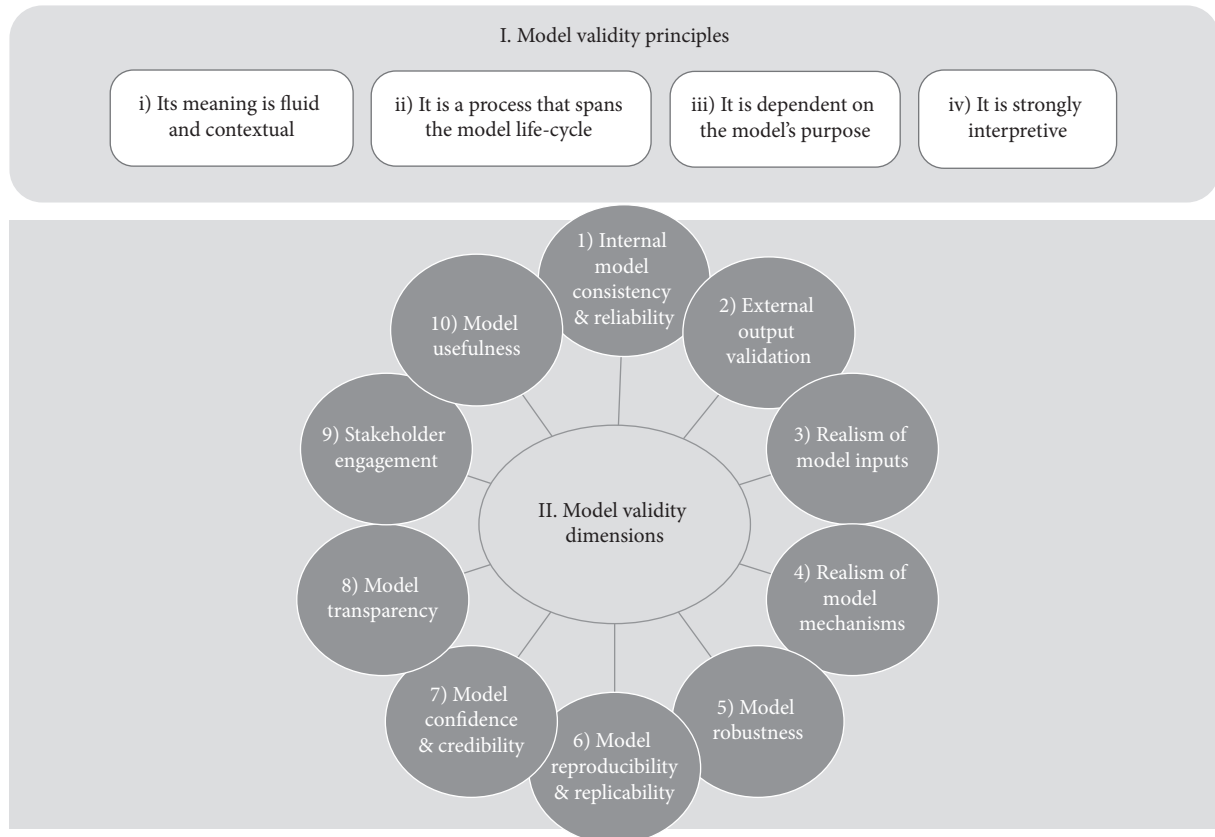 I. Model validity principles
i) Its meaning is fluid
and contextual
ii) It is a process that spans
the model life-cycle
iii) It is dependent on
the model's purpose
iv) It is strongly
interpretive
1) Internal
model
consistency
& reliability
2) External
output
validation
3) Realism of
model inputs
4) Realism of
model
mechanisms
5) Model
robustness
6) Model
reproducibility
& replicability
7) Model
confidence
& credibility
8) Model
transparency
9) Stakeholder
engagement
10) Model
usefulness
II. Model validity
dimensions